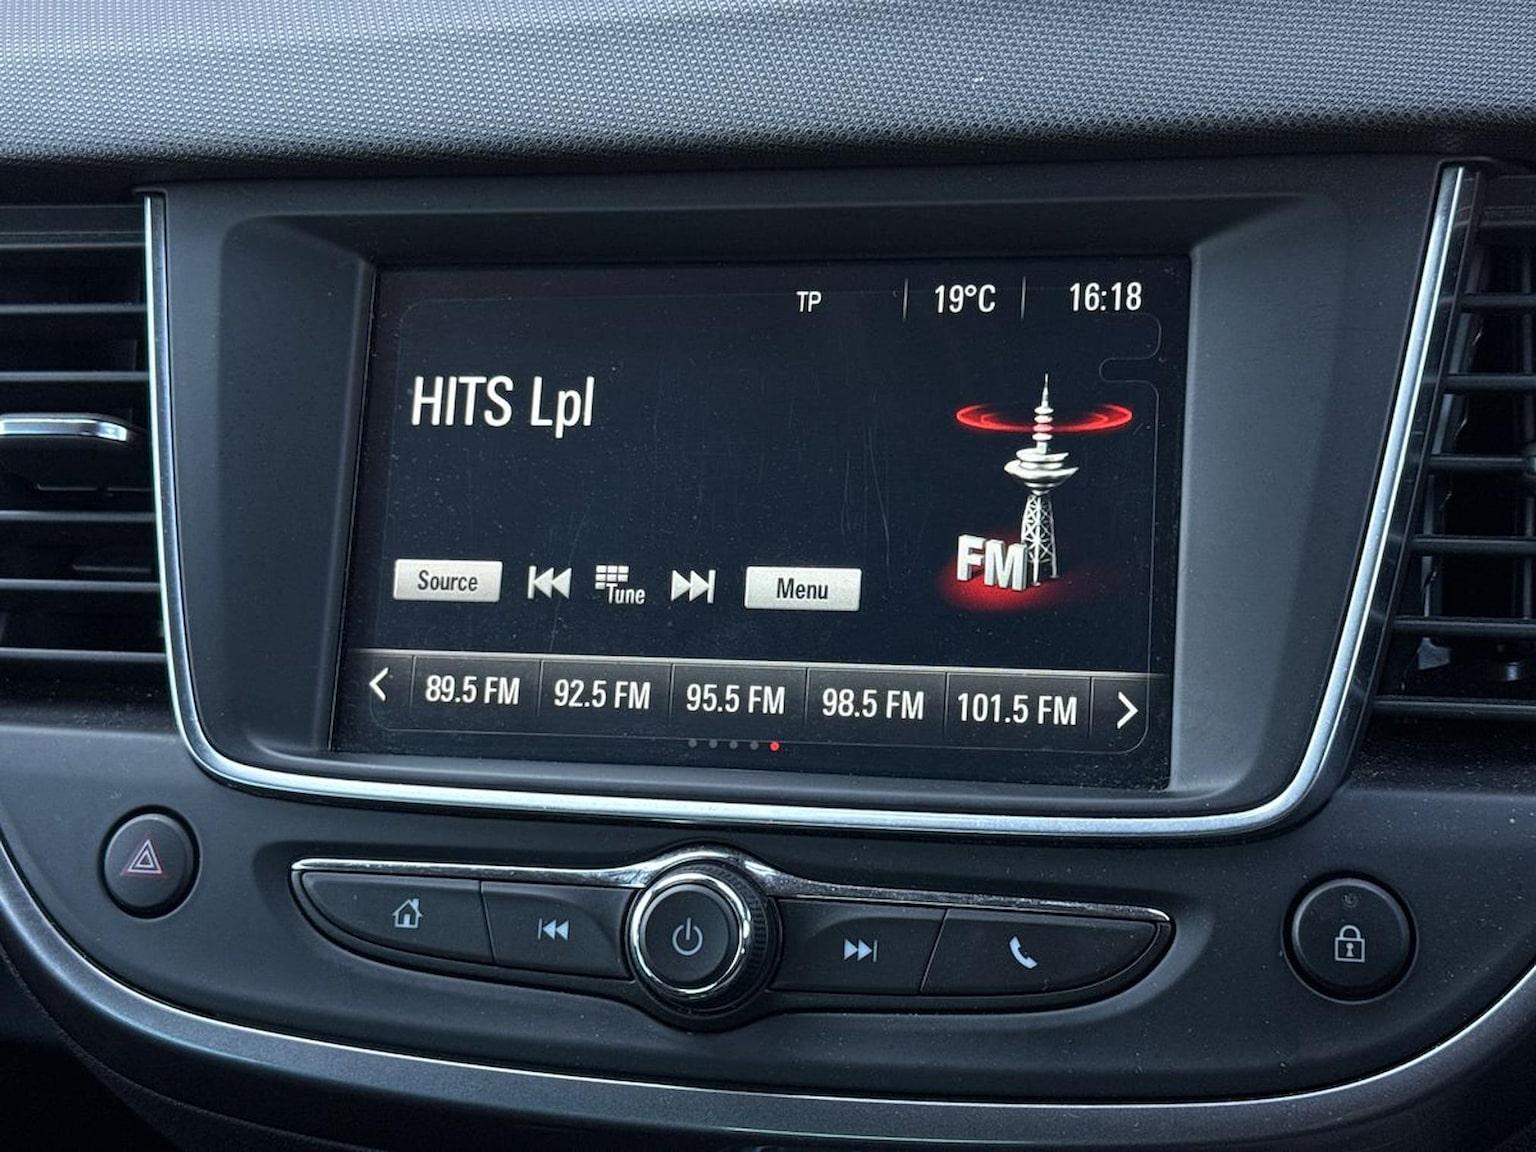 TP 19°C 16:18
HITS Lpl
FM
Source Tune Menu
89.5 FM 92.5 FM 95.5 FM 98.5 FM 101.5 FM